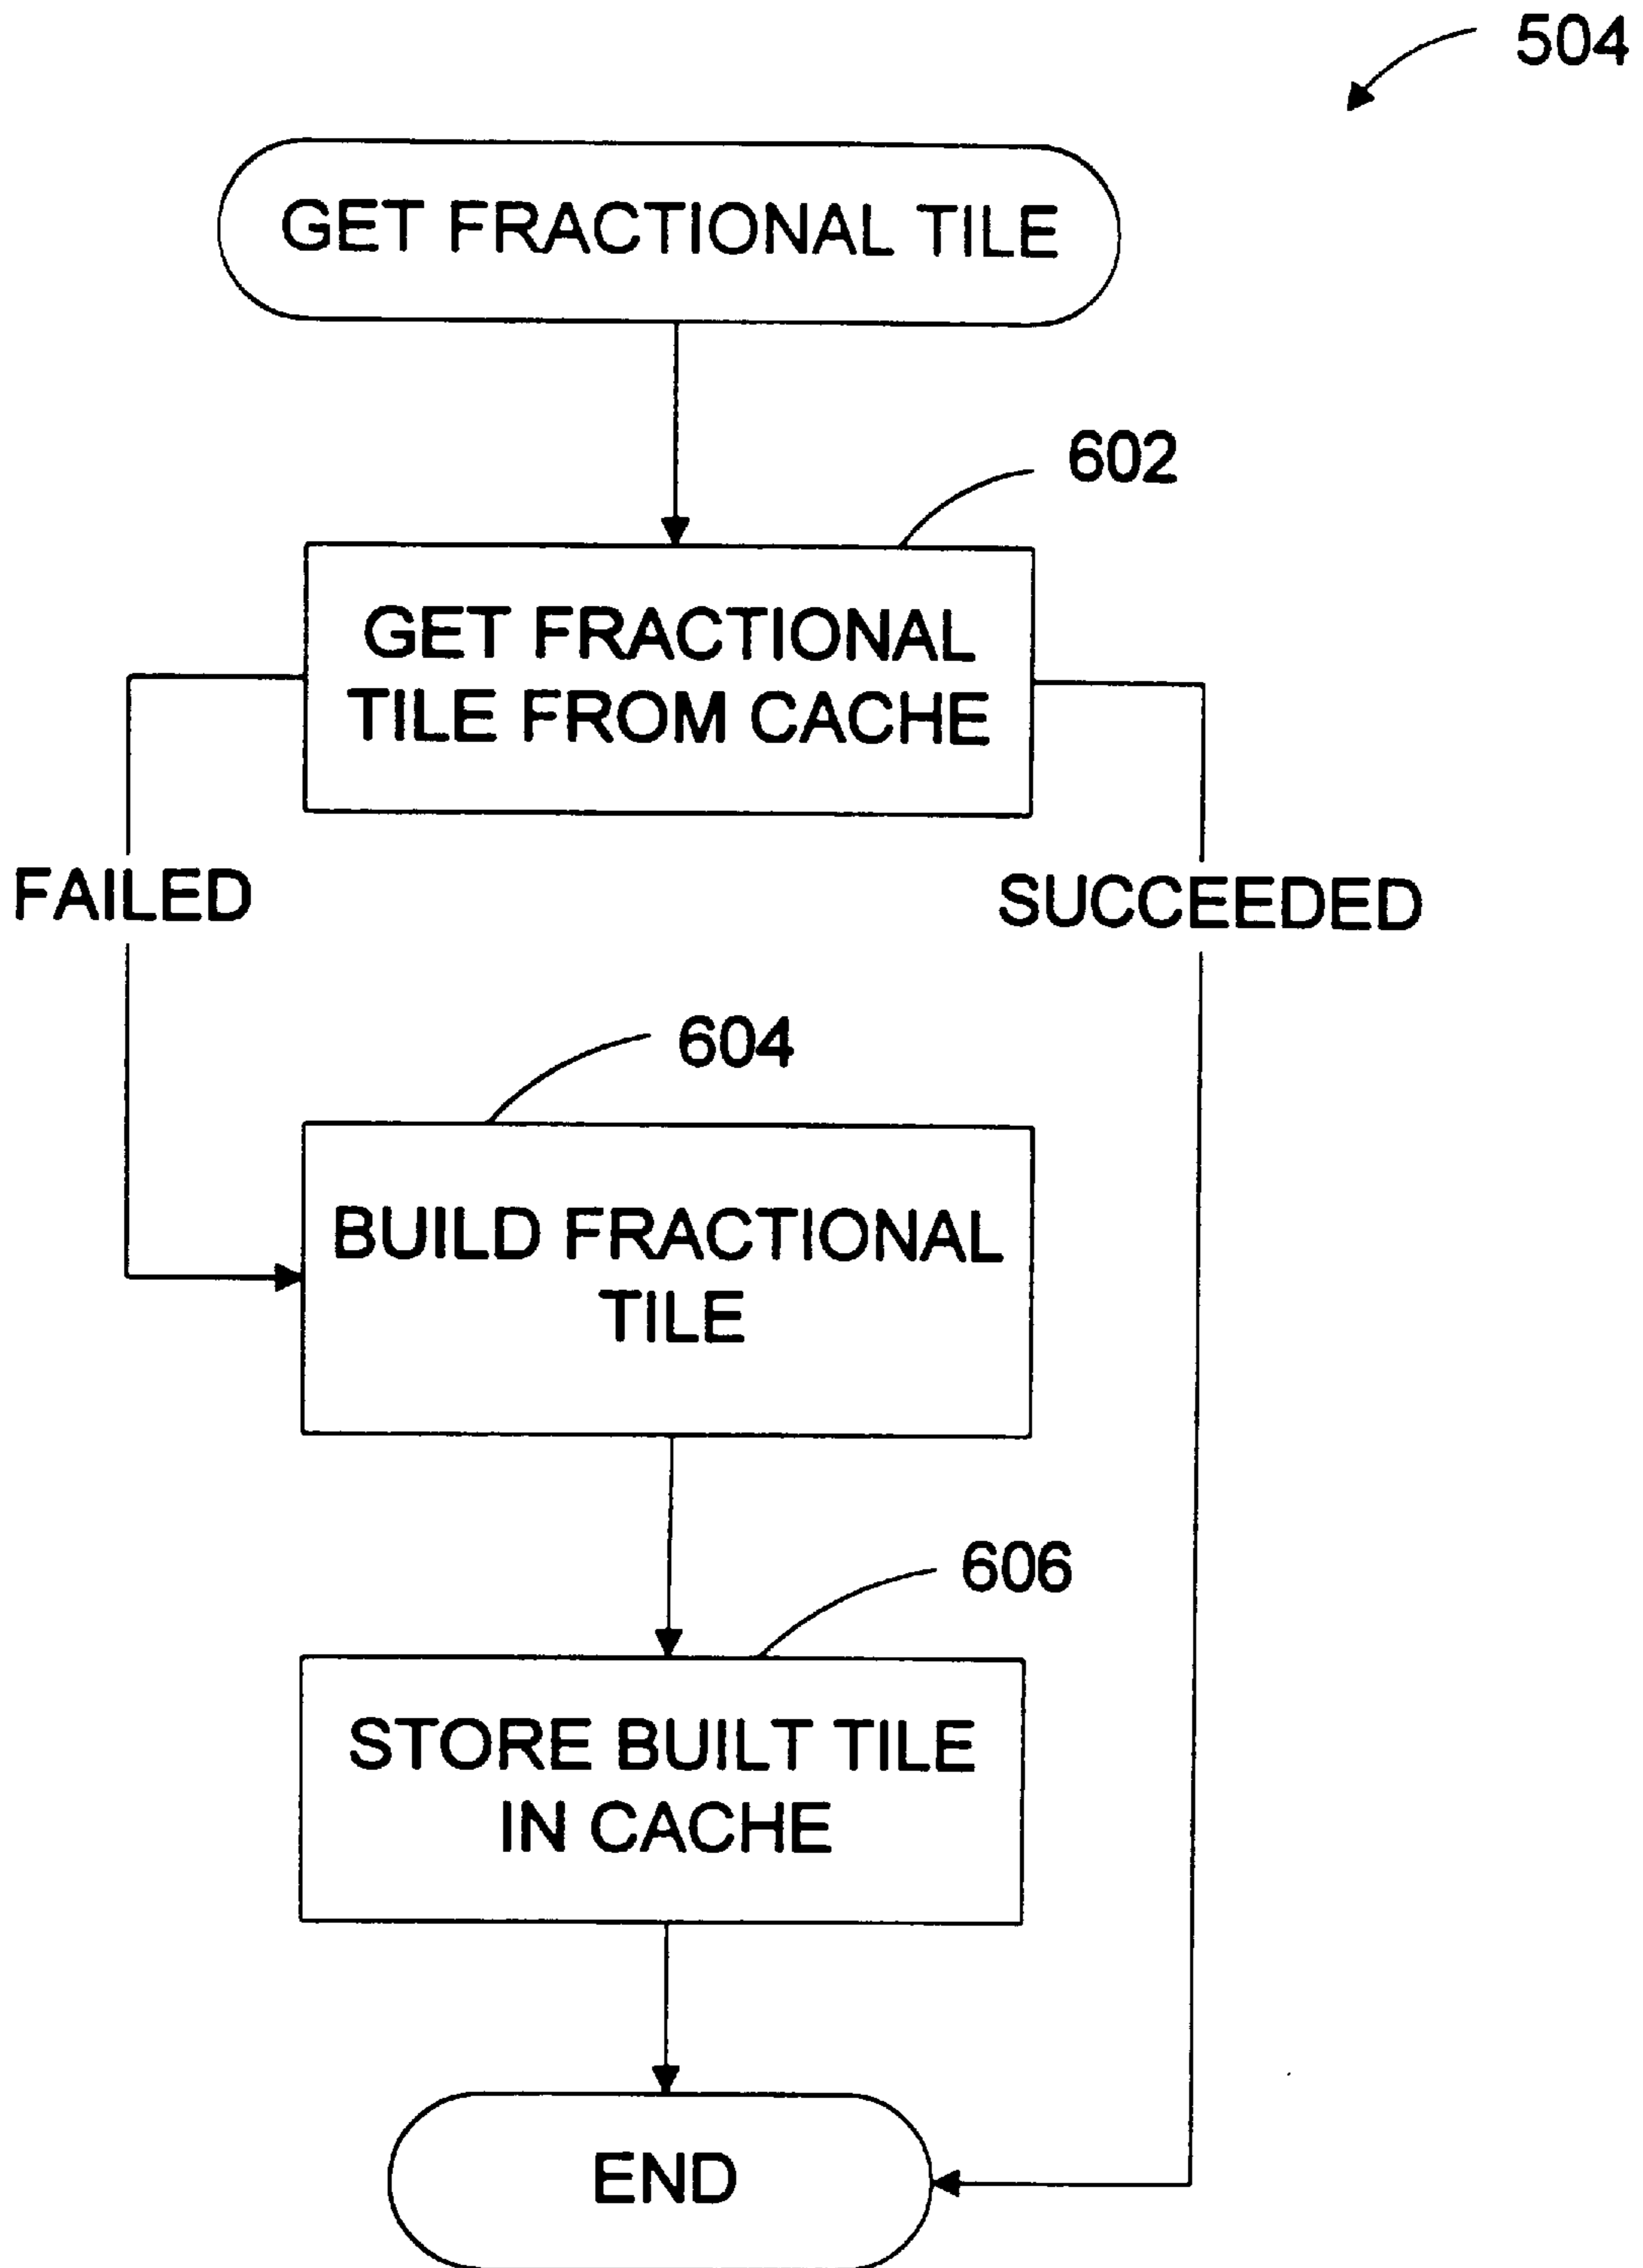 504
GET FRACTIONAL TILE
602
GET FRACTIONAL
TILE FROM CACHE
FAILED
SUCCEEDED
604
BUILD FRACTIONAL
TILE
606
STORE BUILT TILE
IN CACHE
END